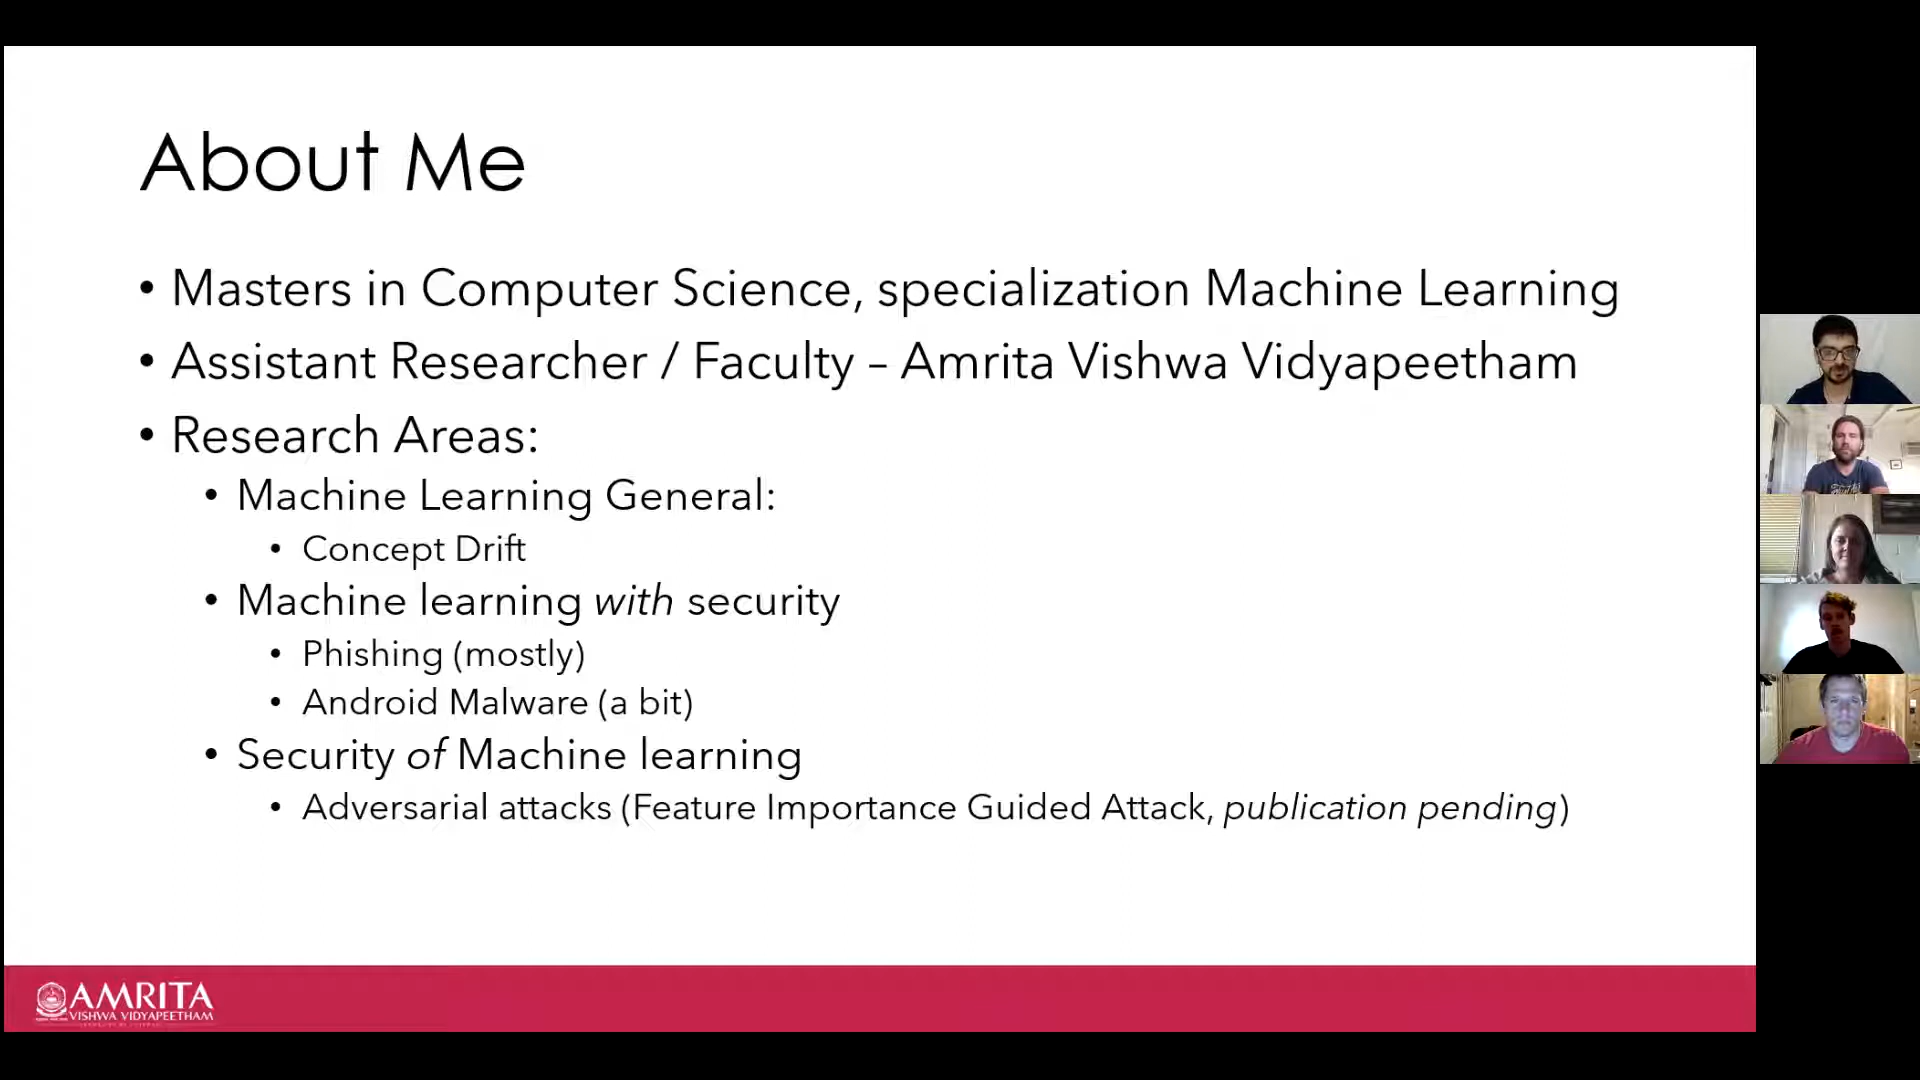 About Me
• Masters in Computer Science, specialization Machine Learning
• Assistant Researcher / Faculty – Amrita Vishwa Vidyapeetham
• Research Areas:
• Machine Learning General:
• Concept Drift
• Machine learning with security
• Phishing (mostly)
• Android Malware (a bit)
• Security of Machine learning
• Adversarial attacks (Feature Importance Guided Attack, publication pending)
AMRITA
VISHWA VIDYAPEETHAM